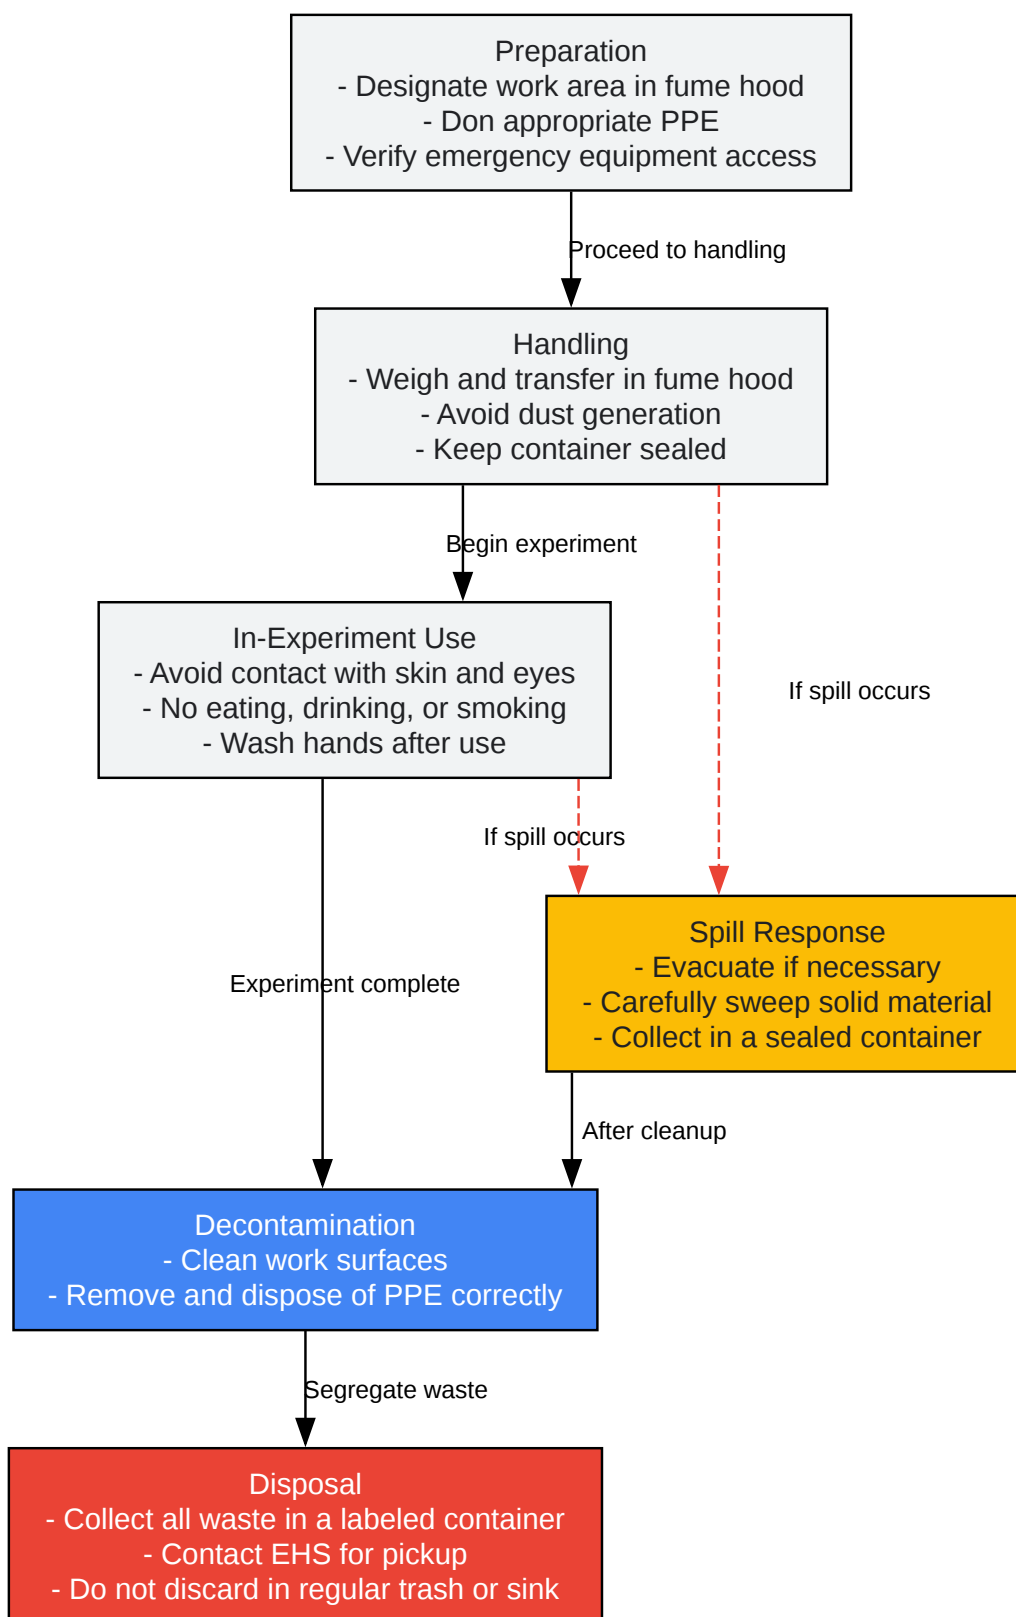 Preparation
- Designate work area in fume hood
- Don appropriate PPE
- Verify emergency equipment access
Proceed to handling
Handling
- Weigh and transfer in fume hood
- Avoid dust generation
- Keep container sealed
Begin experiment
In-Experiment Use
- Avoid contact with skin and eyes
- No eating, drinking, or smoking
- Wash hands after use
If spill occurs
If spill occurs
Spill Response
- Evacuate if necessary
- Carefully sweep solid material
- Collect in a sealed container
Experiment complete
After cleanup
Decontamination
- Clean work surfaces
- Remove and dispose of PPE correctly
Segregate waste
Disposal
- Collect all waste in a labeled container
- Contact EHS for pickup
- Do not discard in regular trash or sink